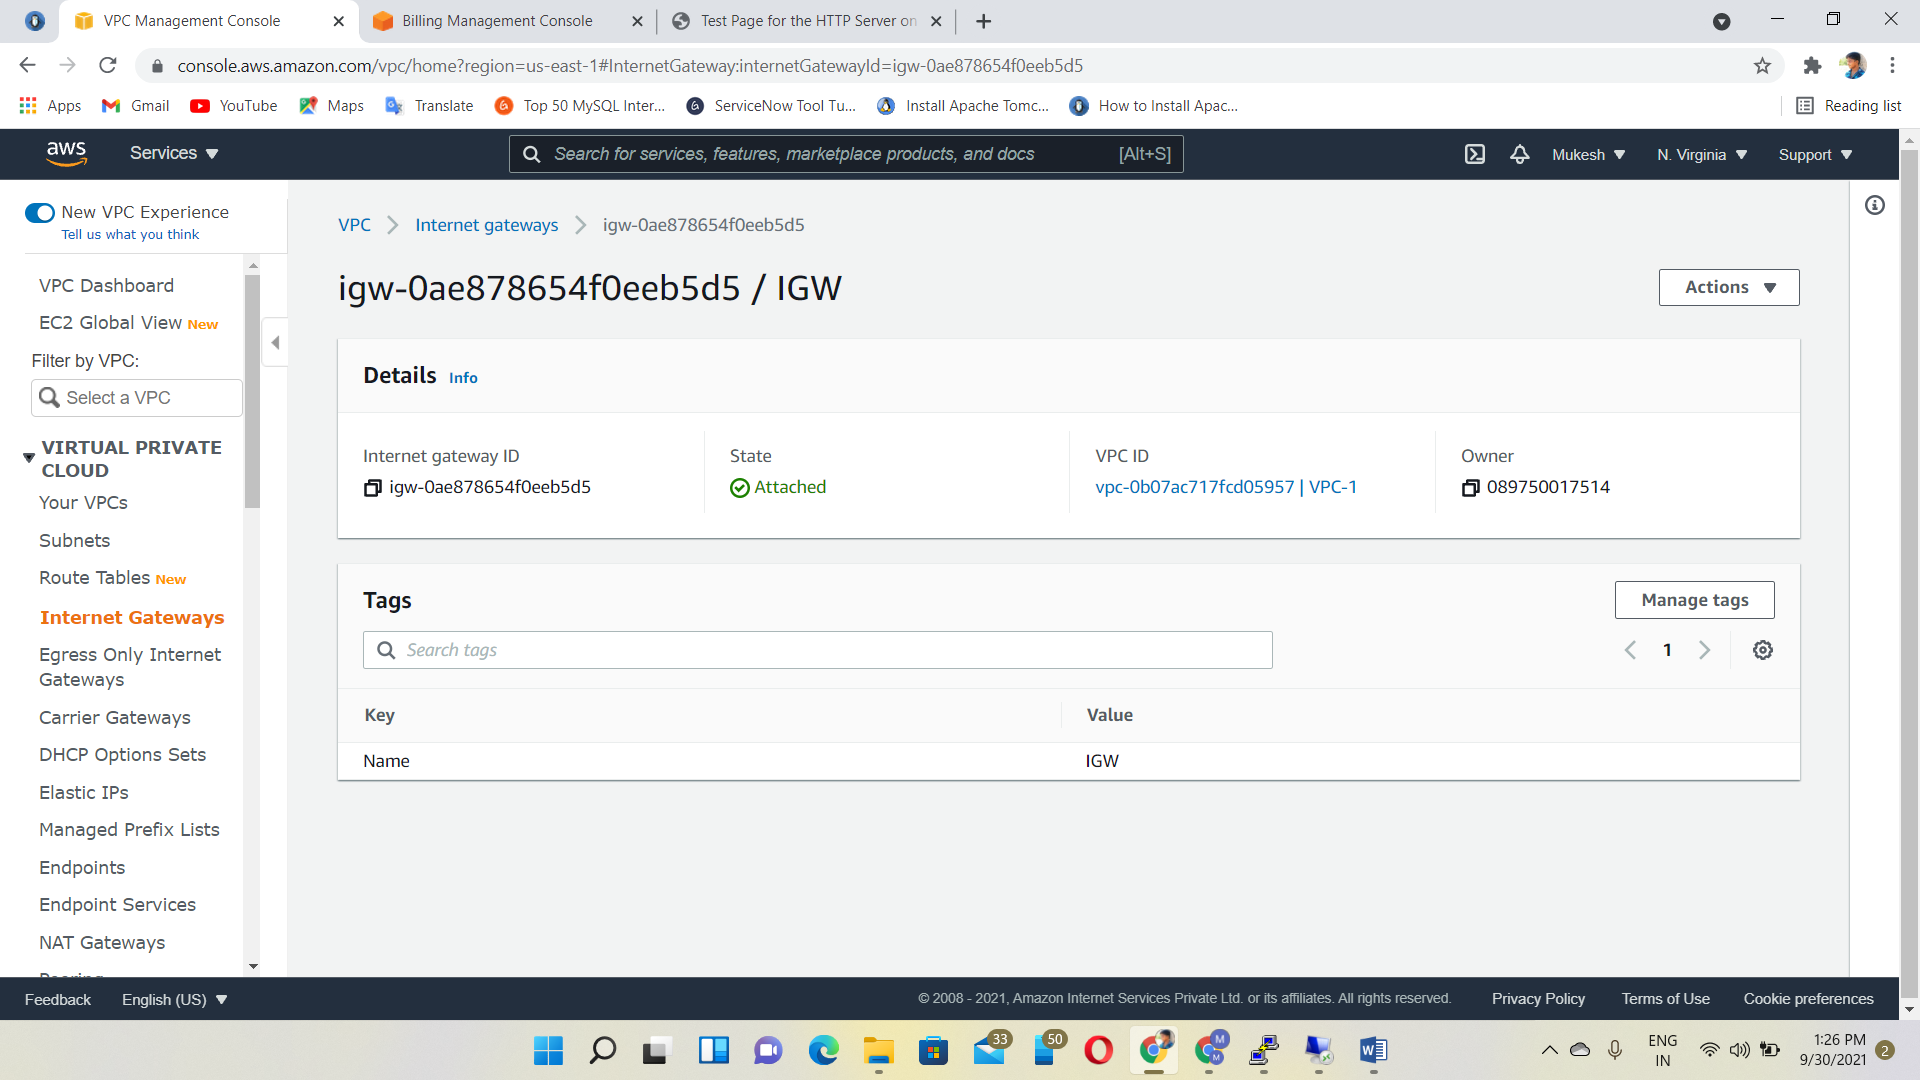 VPC Management Console
Billing Management Console
Test Page for the HTTP Server on
console.aws.amazon.com/vpc/home?region=us-east-1#InternetGateway:internetGatewayId=igw-0ae878654f0eeb5d5
Apps
Gmail
YouTube
Maps
Translate
Top 50 MySQL Inter...
ServiceNow Tool Tu...
Install Apache Tomc...
How to Install Apac...
Reading list
aws
Services
Search for services, features, marketplace products, and docs
[Alt+S]
Mukesh
N. Virginia
Support
New VPC Experience
Tell us what you think
VPC Dashboard
EC2 Global View New
Filter by VPC:
Select a VPC
VIRTUAL PRIVATE
CLOUD
Your VPCs
Subnets
Route Tables New
Internet Gateways
Egress Only Internet
Gateways
Carrier Gateways
DHCP Options Sets
Elastic IPs
Managed Prefix Lists
Endpoints
Endpoint Services
NAT Gateways
Peering
VPC
Internet gateways
igw-0ae878654f0eeb5d5
igw-0ae878654f0eeb5d5 / IGW
Actions
Details Info
Internet gateway ID
igw-0ae878654f0eeb5d5
State
Attached
VPC ID
vpc-0b07ac717fcd05957 | VPC-1
Owner
089750017514
Tags
Manage tags
Search tags
1
Key
Value
Name
IGW
Feedback
English (US)
© 2008 - 2021, Amazon Internet Services Private Ltd. or its affiliates. All rights reserved.
Privacy Policy
Terms of Use
Cookie preferences
33
50
M
M
ENG
IN
1:26 PM
9/30/2021
2